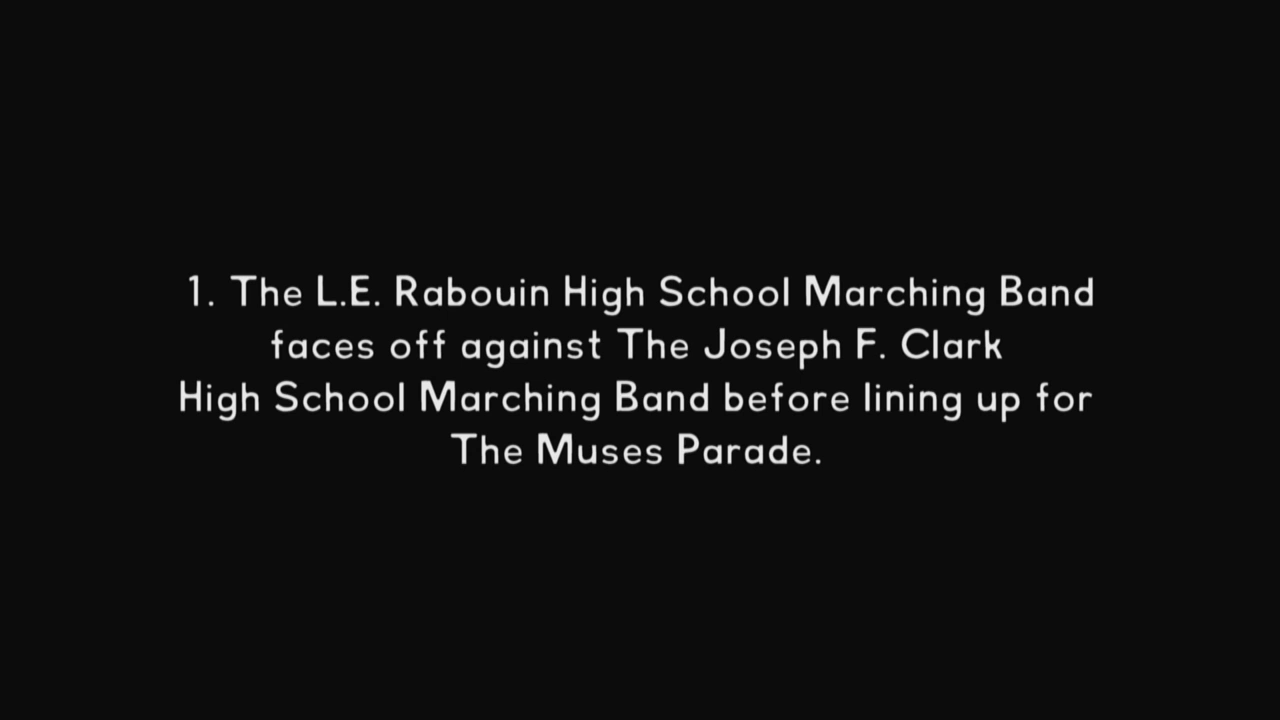 1. The L.E. Rabouin High School Marching Band
faces off against The Joseph F. Clark
High School Marching Band before lining up for
The Muses Parade.